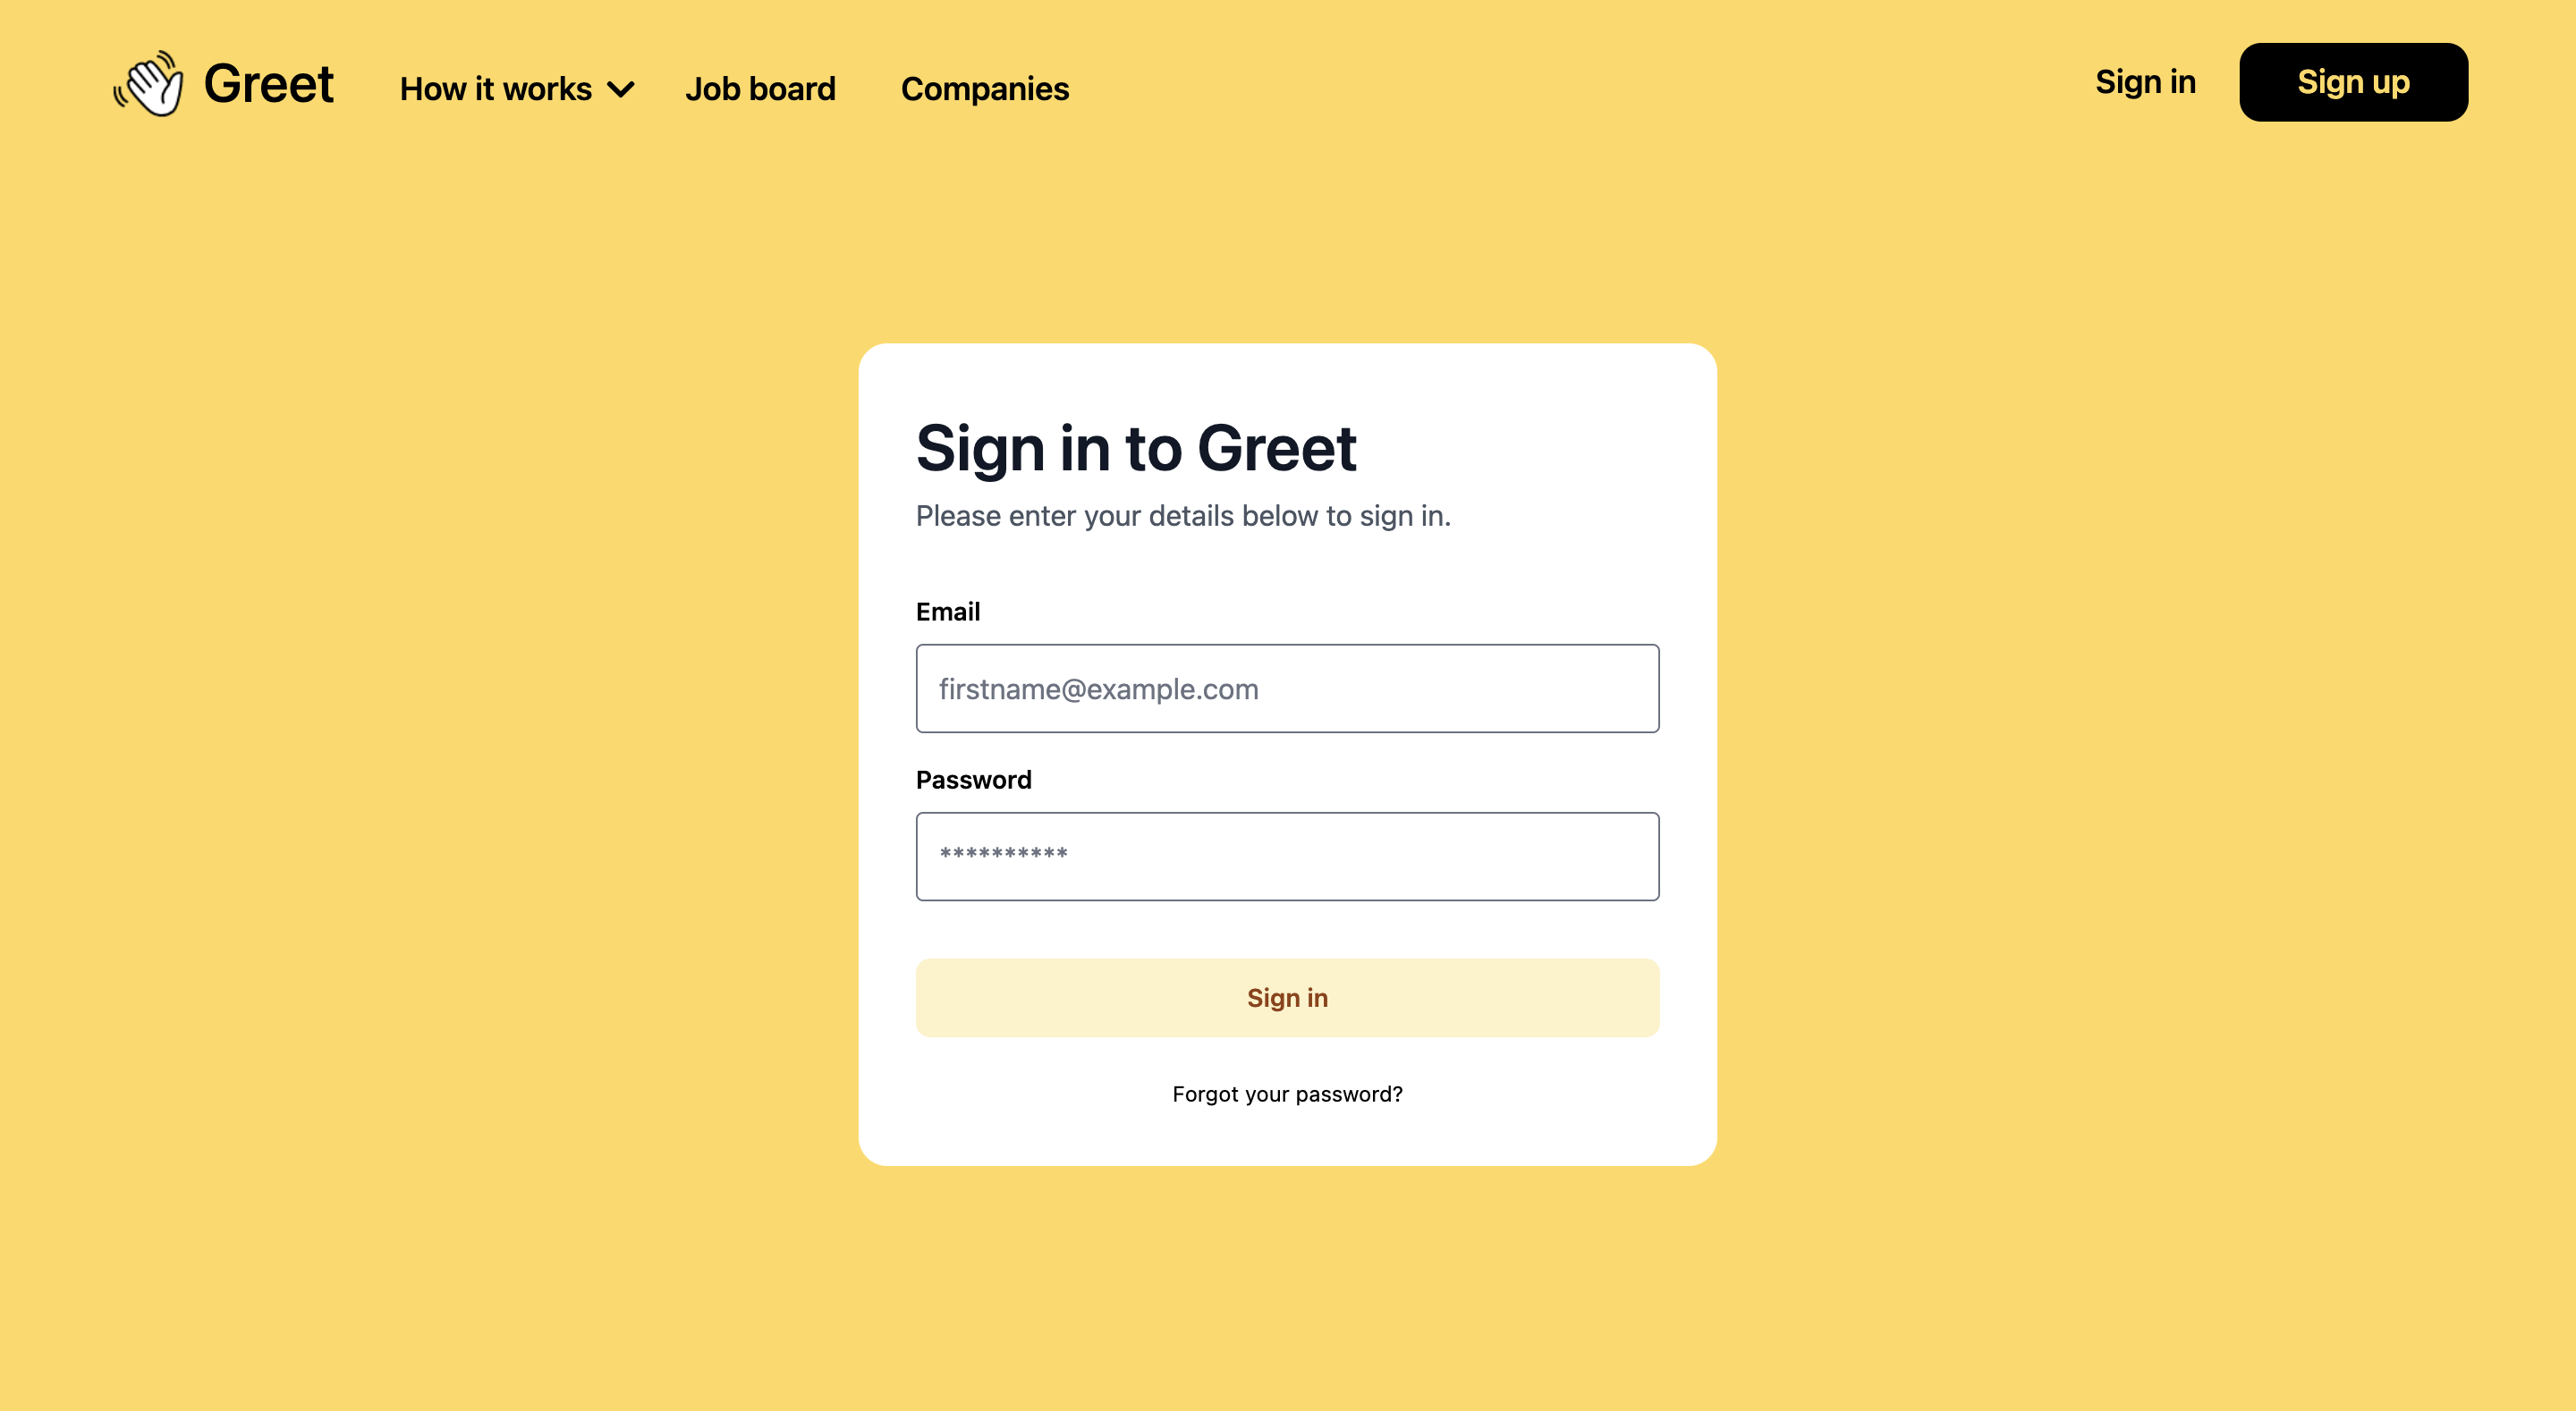 Greet
How it works
Job board
Companies
Sign in
Sign up
Sign in to Greet
Please enter your details below to sign in.
Email
firstname@example.com
Password
**********
Sign in
Forgot your password?